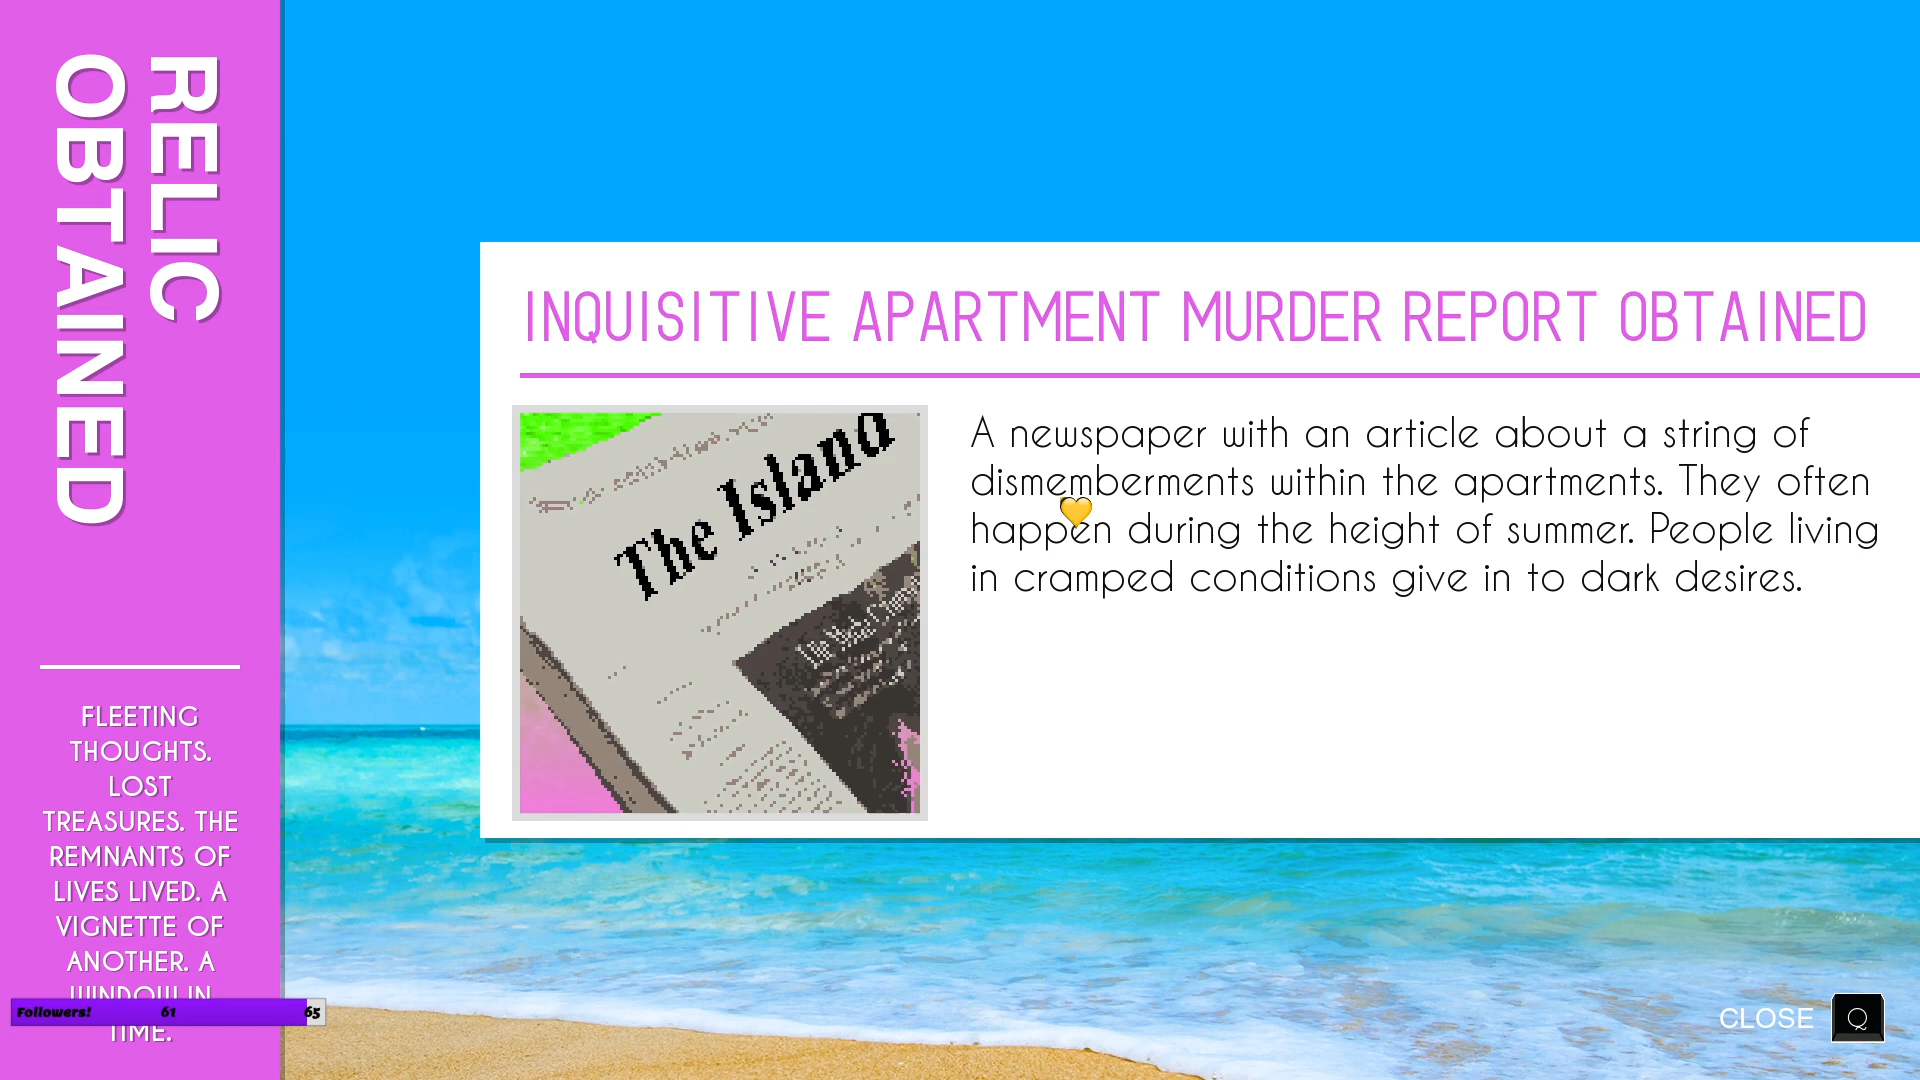 RELIC
OBTAINED
FLEETING
THOUGHTS.
LOST
TREASURES. THE
REMNANTS OF
LIVES LIVED. A
VIGNETTE OF
ANOTHER. A
WINDOW IN
TIME.
Followers! 61 65
INQUISITIVE APARTMENT MURDER REPORT OBTAINED
The Island
A newspaper with an article about a string of
dismemberments within the apartments. They often
happen during the height of summer. People living
in cramped conditions give in to dark desires.
CLOSE Q